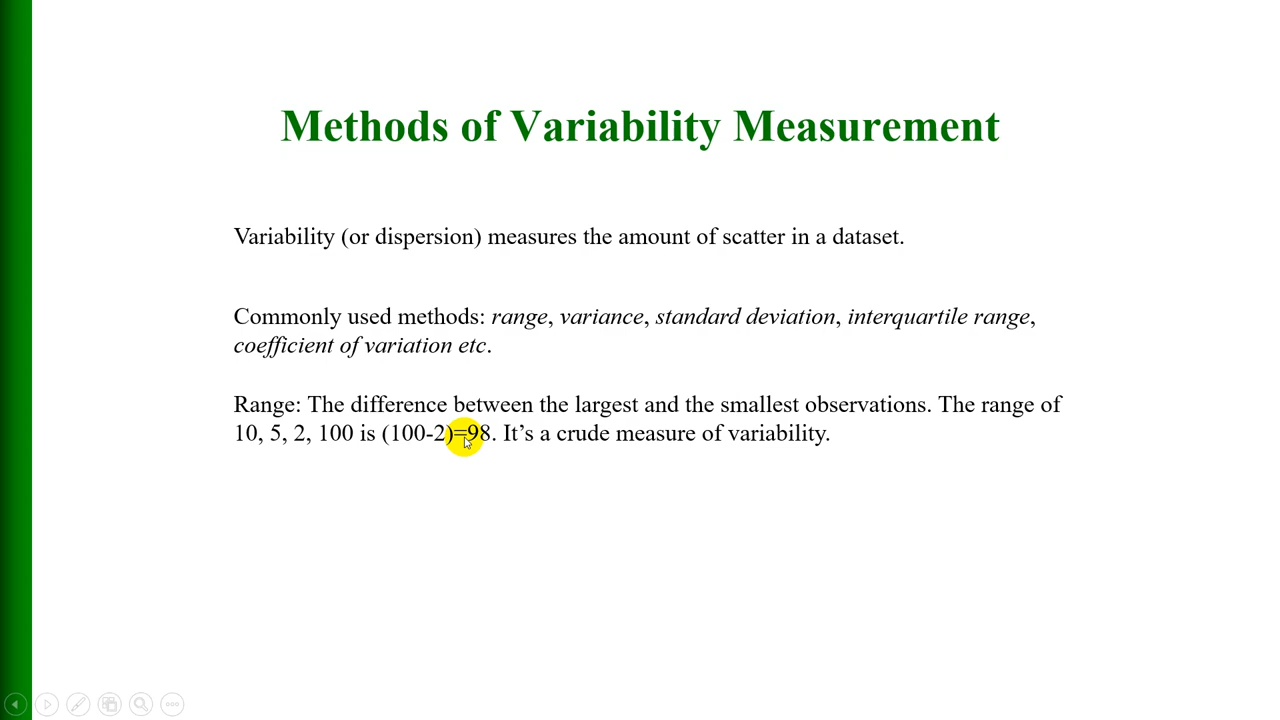 Methods of Variability Measurement
Variability (or dispersion) measures the amount of scatter in a dataset.
Commonly used methods: range, variance, standard deviation, interquartile range,
coefficient of variation etc.
Range: The difference between the largest and the smallest observations. The range of
10, 5, 2, 100 is (100-2)=98. It’s a crude measure of variability.